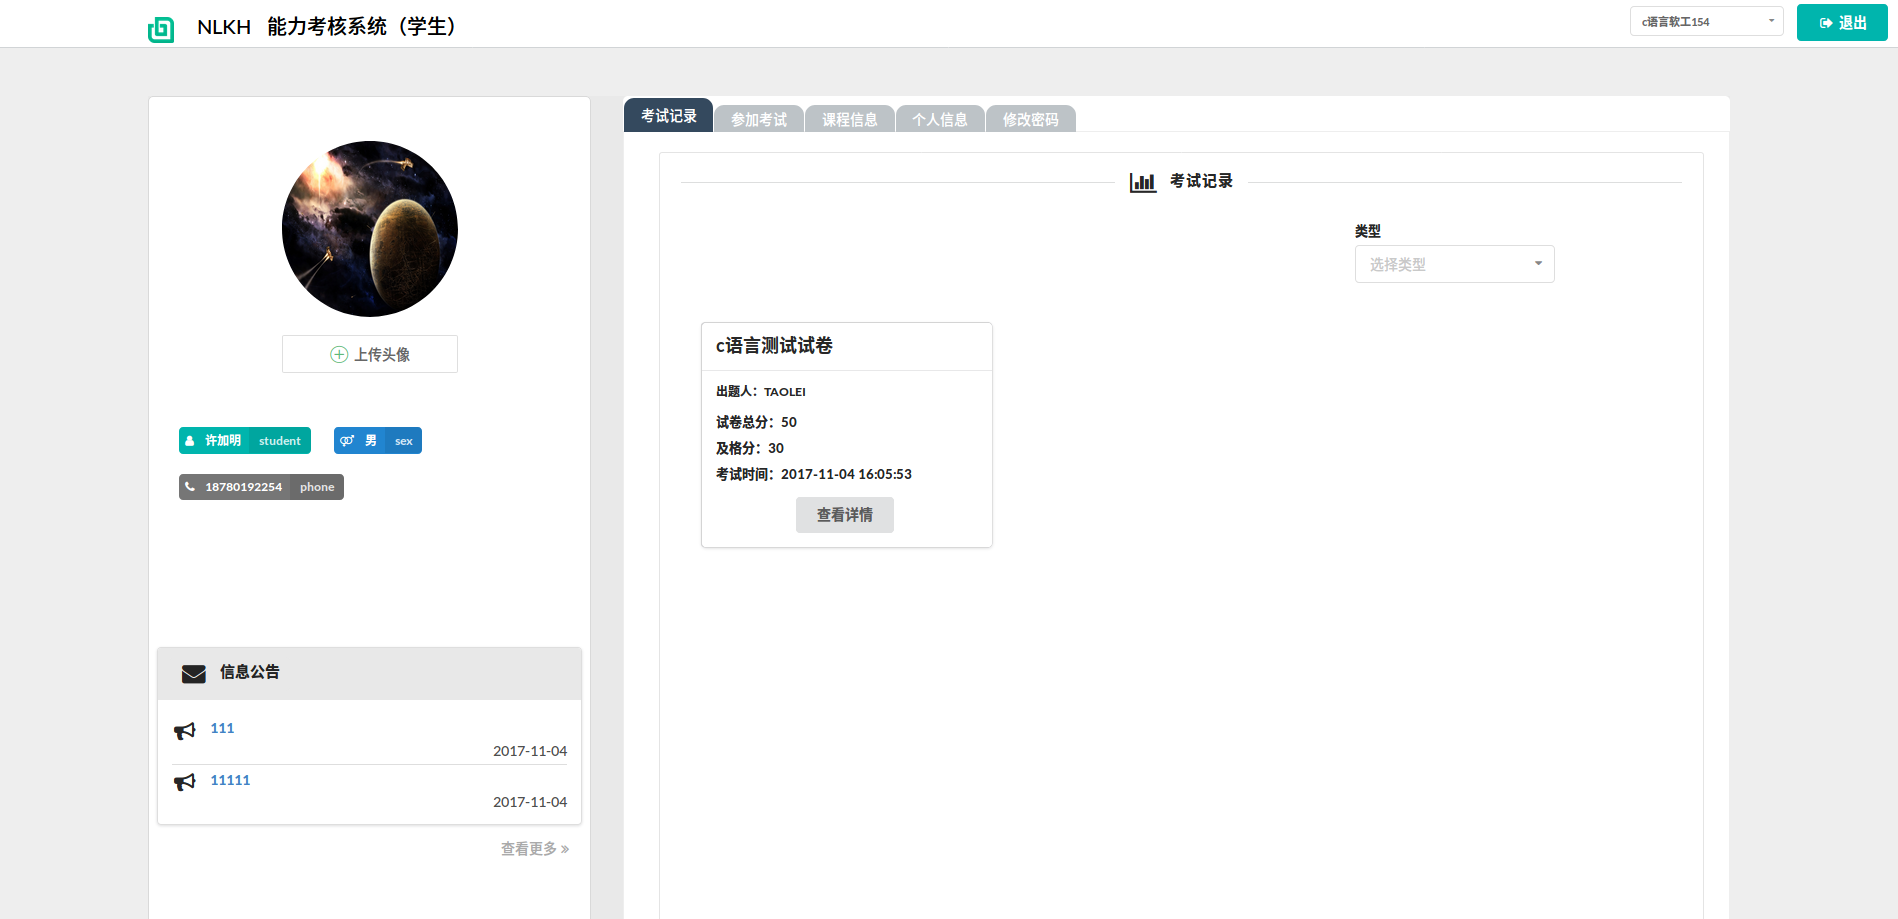 NLKH 能力考核系统（学生）
c语言软工154
退出
上传头像
许加明 student
男 sex
18780192254 phone
信息公告
111
2017-11-04
11111
2017-11-04
查看更多 »
考试记录 参加考试 课程信息 个人信息 修改密码
考试记录
类型
选择类型
c语言测试试卷
出题人：TAOLEI
试卷总分：50
及格分：30
考试时间：2017-11-04 16:05:53
查看详情